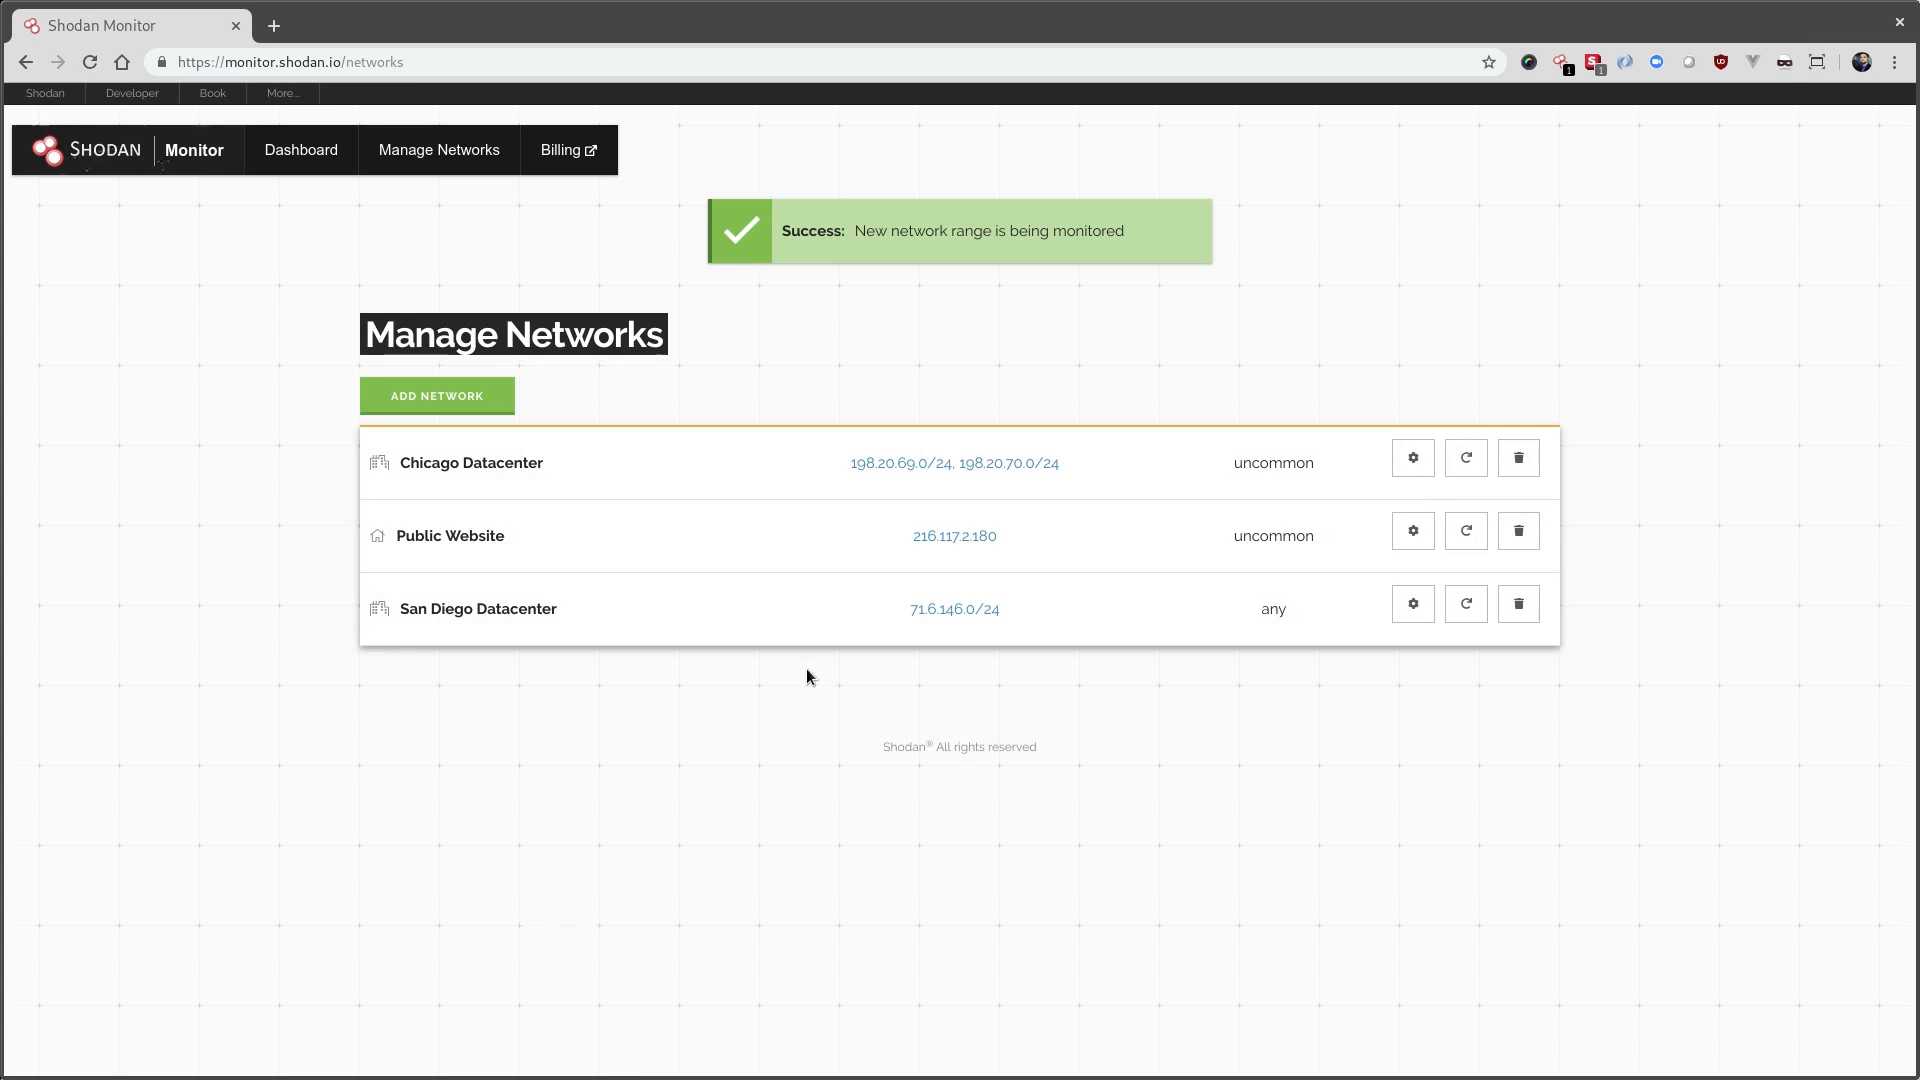 Shodan Monitor
https://monitor.shodan.io/networks
1
1
Shodan Developer Book More...
SHODAN Monitor Dashboard Manage Networks Billing
Success: New network range is being monitored
Manage Networks
ADD NETWORK
Chicago Datacenter 198.20.69.0/24, 198.20.70.0/24 uncommon
Public Website 216.117.2.180 uncommon
San Diego Datacenter 71.6.146.0/24 any
Shodan® All rights reserved